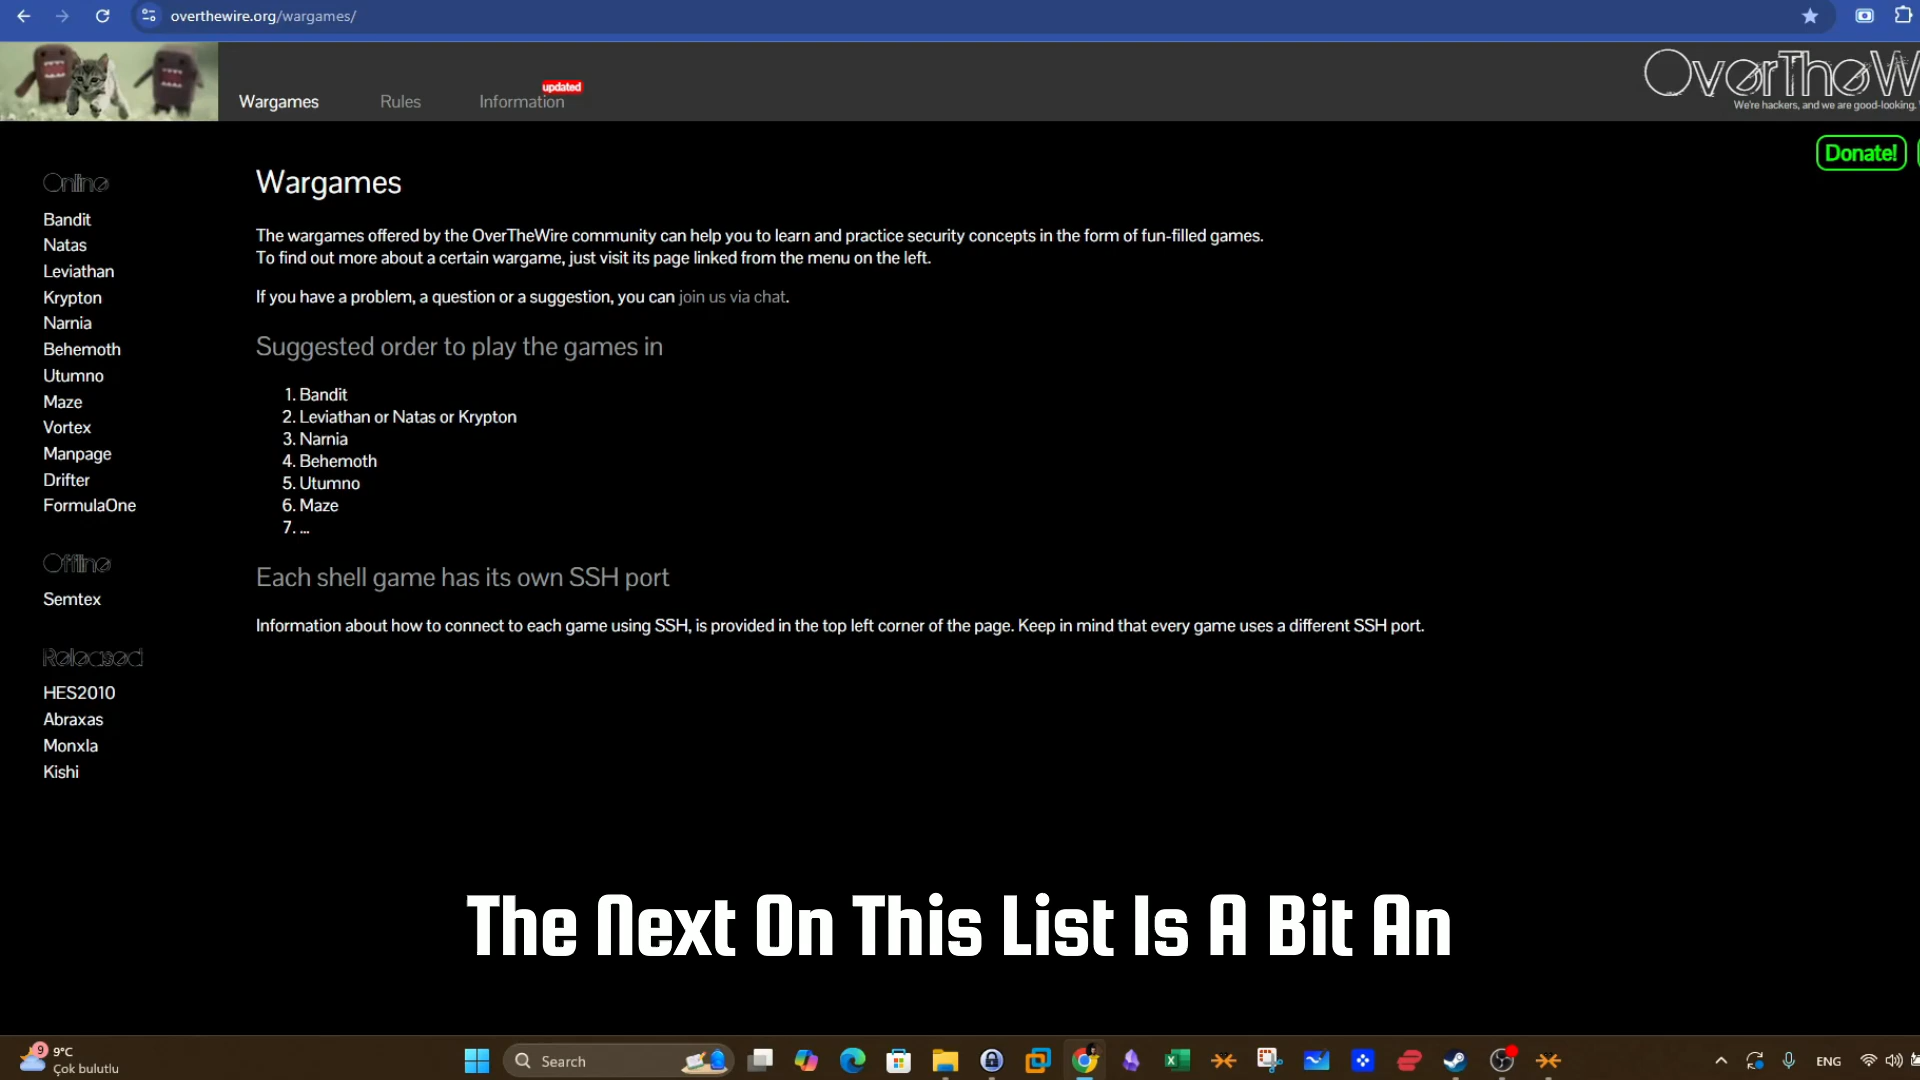 overthewire.org/wargames/
Wargames
Rules
Information
updated
OverTheW
We're hackers, and we are good-looking.
Donate!
Online
Bandit
Natas
Leviathan
Krypton
Narnia
Behemoth
Utumno
Maze
Vortex
Manpage
Drifter
FormulaOne
Offline
Semtex
Released
HES2010
Abraxas
Monxla
Kishi
Wargames
The wargames offered by the OverTheWire community can help you to learn and practice security concepts in the form of fun-filled games.
To find out more about a certain wargame, just visit its page linked from the menu on the left.
If you have a problem, a question or a suggestion, you can join us via chat.
Suggested order to play the games in
1. Bandit
2. Leviathan or Natas or Krypton
3. Narnia
4. Behemoth
5. Utumno
6. Maze
7. ...
Each shell game has its own SSH port
Information about how to connect to each game using SSH, is provided in the top left corner of the page. Keep in mind that every game uses a different SSH port.
The Next On This List Is A Bit An
9
9°C
Çok bulutlu
Search
ENG